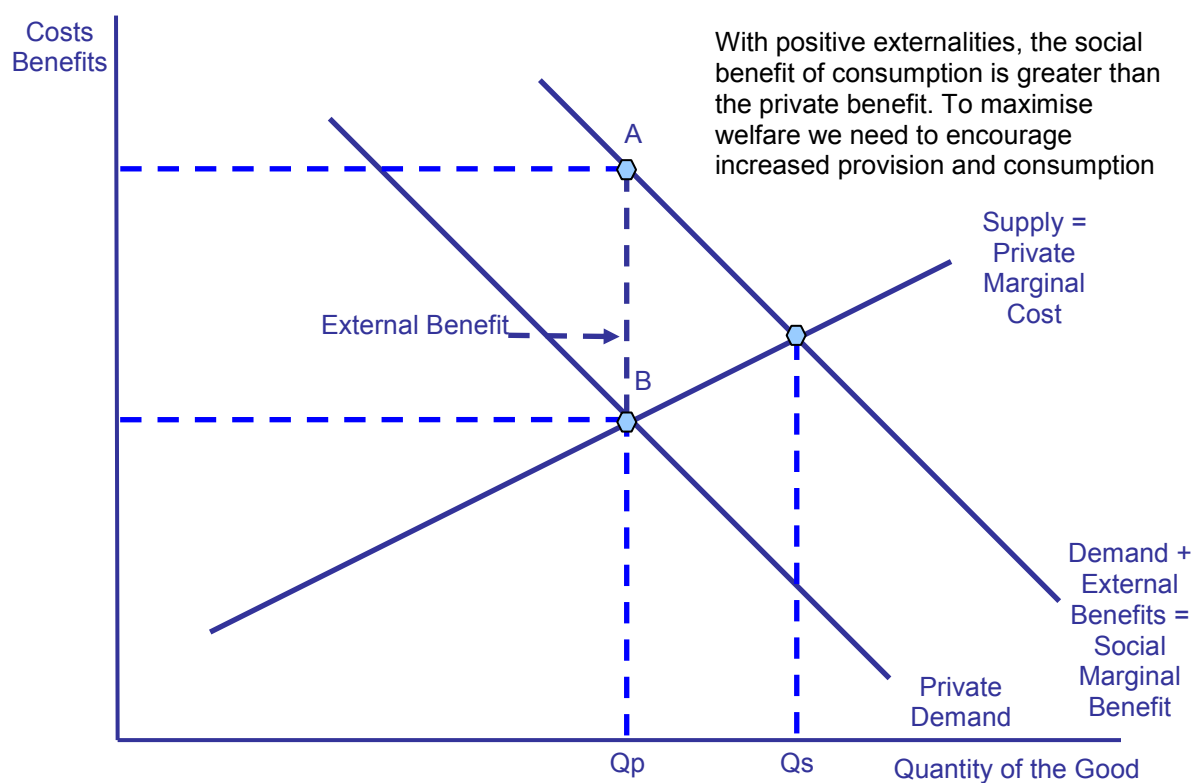 Costs
Benefits
With positive externalities, the social
benefit of consumption is greater than
the private benefit. To maximise
welfare we need to encourage
increased provision and consumption
A
Supply =
Private
Marginal
Cost
External Benefit
B
Demand +
External
Benefits =
Social
Marginal
Benefit
Private
Demand
Qp
Qs
Quantity of the Good